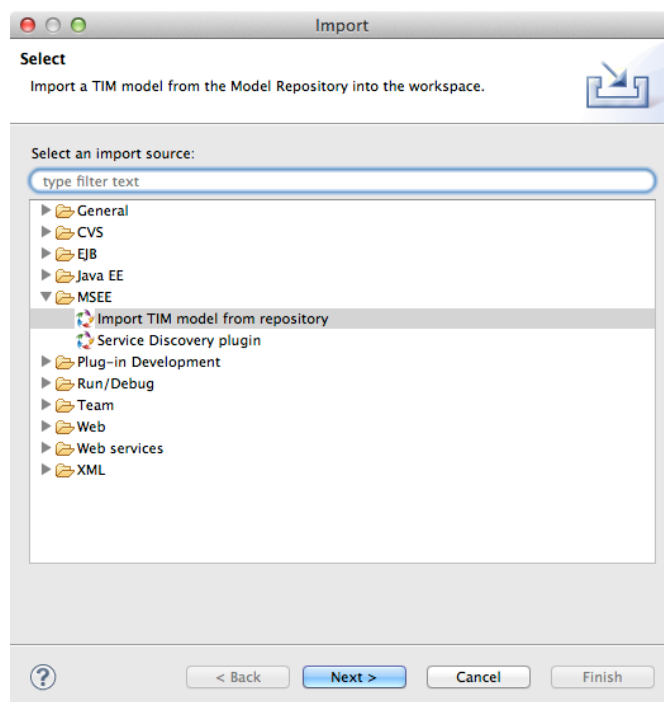 Import
Select
Import a TIM model from the Model Repository into the workspace.
Select an import source:
type filter text
General
CVS
EJB
Java EE
MSEE
Import TIM model from repository
Service Discovery plugin
Plug-in Development
Run/Debug
Team
Web
Web services
XML
? < Back Next > Cancel Finish